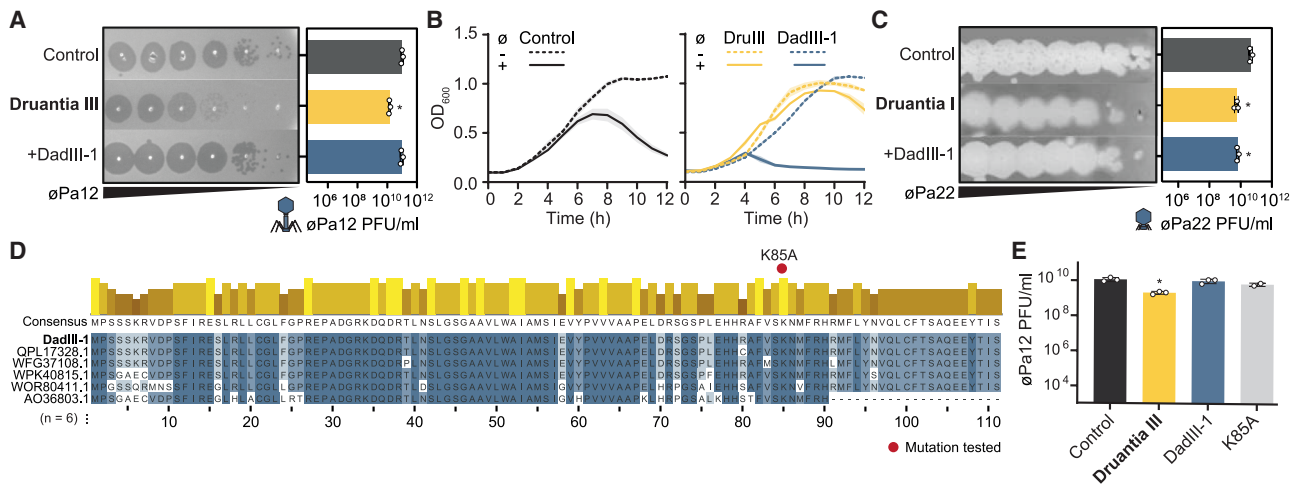 A
Control
Druantia III
+DadIII-1
øPa12
*
10⁶ 10⁸ 10¹⁰ 10¹²
øPa12 PFU/ml
B
ø Control
-
+
ø DruIII DadIII-1
-
+
OD₆₀₀
1.5
1.0
0.5
0.0
0 2 4 6 8 10 12
Time (h)
0 2 4 6 8 10 12
Time (h)
C
Control
Druantia I
+DadIII-1
øPa22
*
*
10⁶ 10⁸ 10¹⁰ 10¹²
øPa22 PFU/ml
D
K85A
Consensus MPSSSKRVDPSFIRESLRLLCGLFGPREPADGRKDQDRTLNSLGSGAAVLWAIAMSIEVYPVVVAAPELDRSGSPLEHHRAFVSKNMFRHRMFLYNVQLCFTSAQEEYTIS
DadIII-1
QPL17328.1
WFG37108.1
WPK40815.1
WOR80411.1
AO36803.1
(n = 6)
10 20 30 40 50 60 70 80 90 100 110
Mutation tested
E
øPa12 PFU/ml
10¹⁰
10⁸
10⁶
10⁴
*
Control
Druantia III
DadIII-1
K85A